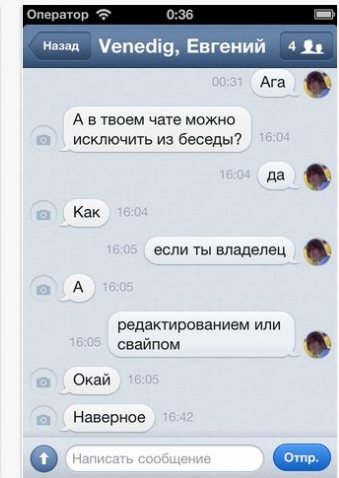 Оператор 0:36
Назад Venedig, Евгений 4
00:31 Ага
А в твоем чате можно
исключить из беседы? 16:04
16:04 да
Как 16:04
16:05 если ты владелец
А 16:05
редактированием или
16:05 свайпом
Окай 16:05
Наверное 16:42
Написать сообщение Отпр.